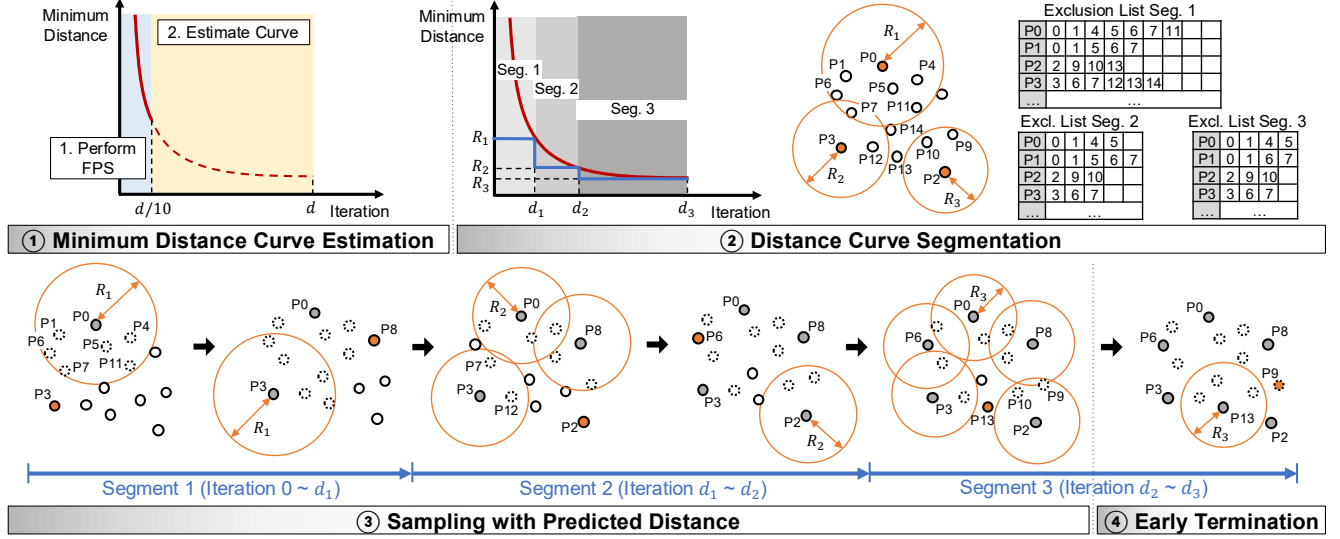 Minimum
Distance
2. Estimate Curve
1. Perform
FPS
d/10
d
Iteration
① Minimum Distance Curve Estimation
Minimum
Distance
Seg. 1
Seg. 2
Seg. 3
R1
R2
R3
d1
d2
d3
Iteration
R1
P0
P1
P4
P6
P5
P7
P11
P3
P14
P12
P13
P10
P9
P2
R2
R3
Exclusion List Seg. 1
P0 0 1 4 5 6 7 11
P1 0 1 5 6 7
P2 2 9 10 13
P3 3 6 7 12 13 14
... ...
Excl. List Seg. 2
P0 0 1 4 5
P1 0 1 5 6 7
P2 2 9 10
P3 3 6 7
... ...
Excl. List Seg. 3
P0 0 1 4 5
P1 0 1 6 7
P2 2 9 10
P3 3 6 7
... ...
② Distance Curve Segmentation
R1
P0
P1
P4
P6
P5
P7
P11
P3
P0
P8
P3
R1
R2
P0
P8
P7
P3
P12
P2
P0
P6
P8
P3
P2
R2
P0
R3
P6
P8
P3
P10
P9
P13
P2
P0
P6
P8
P9
P3
P13
R3
P2
Segment 1 (Iteration 0 ~ d1)
Segment 2 (Iteration d1 ~ d2)
Segment 3 (Iteration d2 ~ d3)
③ Sampling with Predicted Distance
④ Early Termination